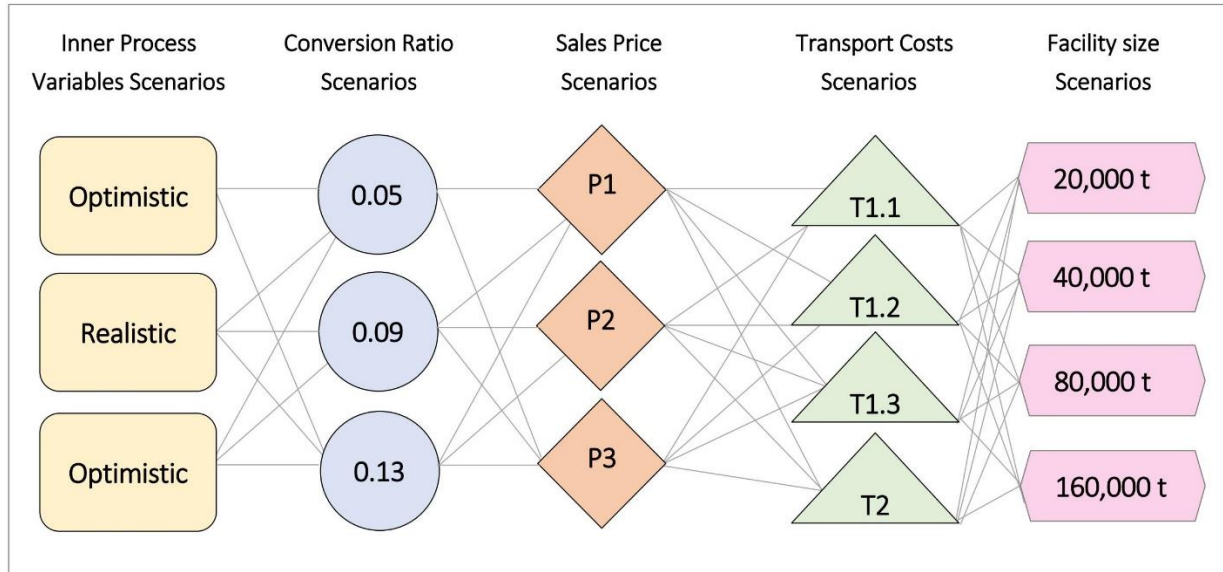 Inner Process
Variables Scenarios
Conversion Ratio
Scenarios
Sales Price
Scenarios
Transport Costs
Scenarios
Facility size
Scenarios
Optimistic
Realistic
Optimistic
0.05
0.09
0.13
P1
P2
P3
T1.1
T1.2
T1.3
T2
20,000 t
40,000 t
80,000 t
160,000 t